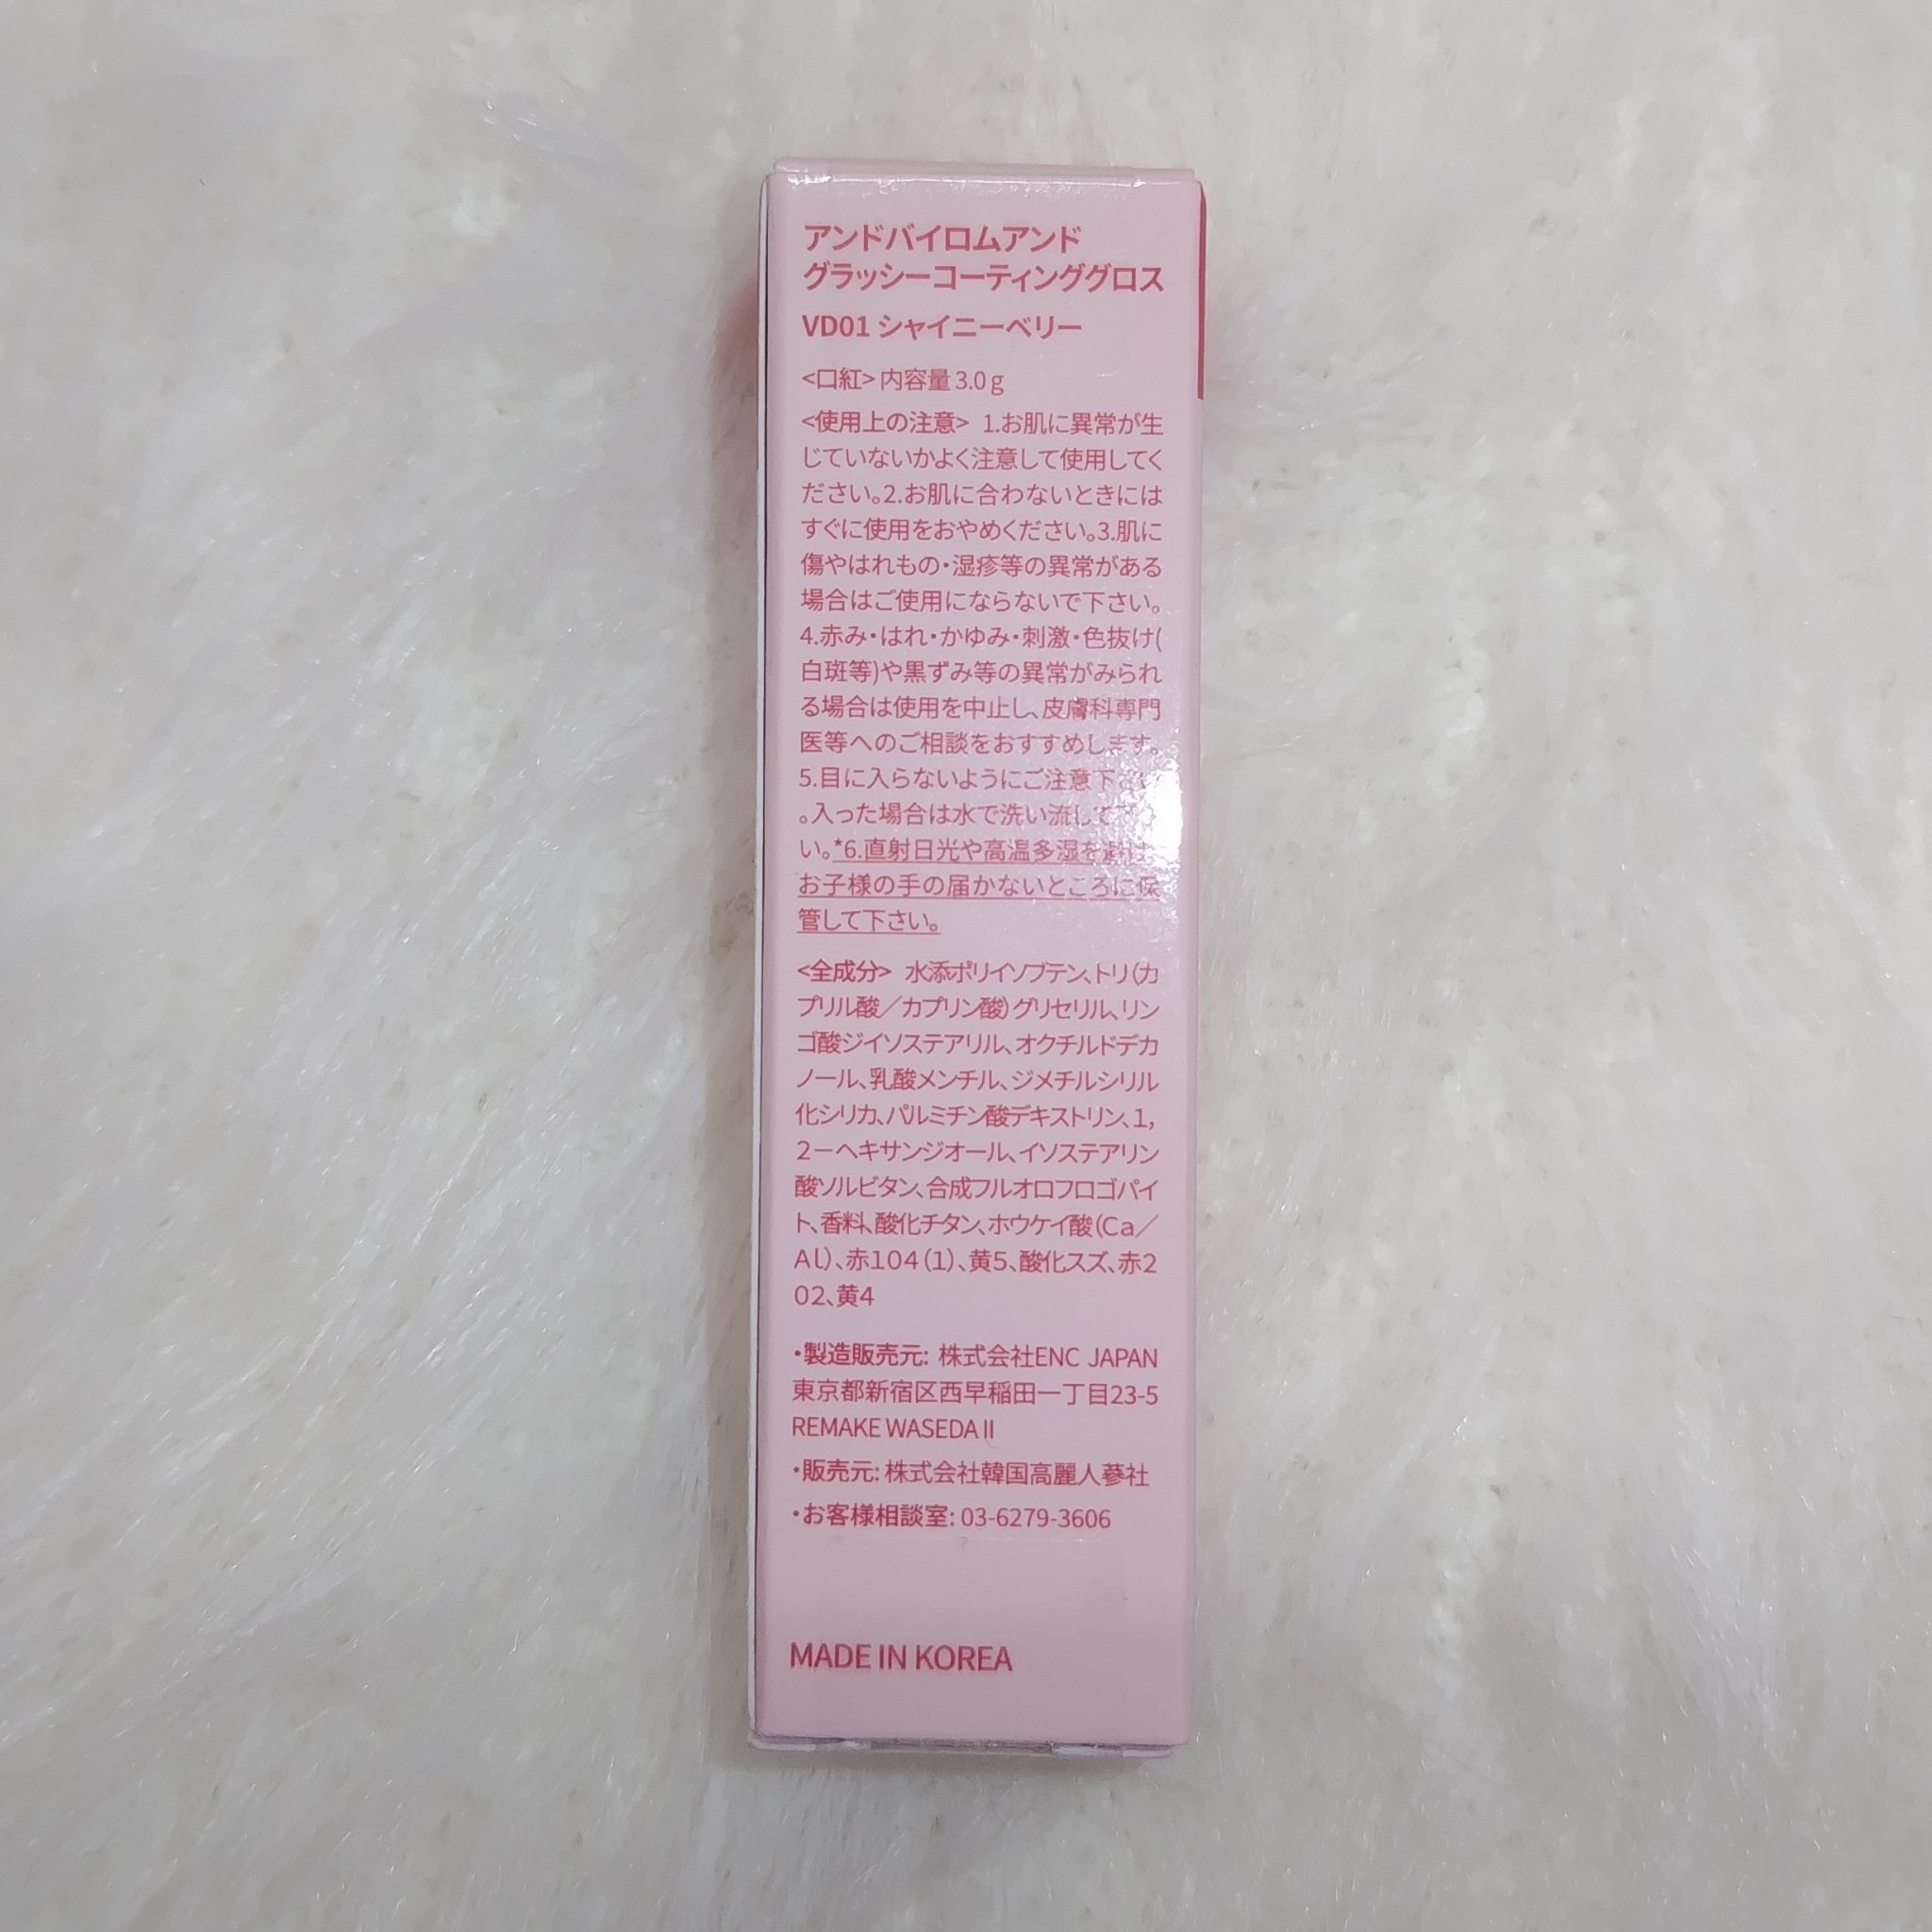 アンドバイロムアンド
グラッシーコーティンググロス
VD01 シャイニーベリー
<口紅>内容量3.0g
<使用上の注意> 1.お肌に異常が生
じていないかよく注意して使用してく
ださい。2.お肌に合わないときには
すぐに使用をおやめください。3.肌に
傷やはれもの・湿疹等の異常がある
場合はご使用にならないで下さい。
4.赤み・はれ・かゆみ・刺激・色抜け(
白斑等)や黒ずみ等の異常がみられ
る場合は使用を中止し、皮膚科専門
医等へのご相談をおすすめします。
5.目に入らないようにご注意下さい
。入った場合は水で洗い流して下さ
い。*6.直射日光や高温多湿を避け、
お子様の手の届かないところに保
管して下さい。
<全成分> 水添ポリイソブテン、トリ（カ
プリル酸／カプリン酸）グリセリル、リン
ゴ酸ジイソステアリル、オクチルドデカ
ノール、乳酸メンチル、ジメチルシリル
化シリカ、パルミチン酸デキストリン、１，
２－ヘキサンジオール、イソステアリン
酸ソルビタン、合成フルオロフロゴパイ
ト、香料、酸化チタン、ホウケイ酸（Ｃａ／
Ａｌ）、赤１０４（１）、黄５、酸化スズ、赤２
０２、黄４
・製造販売元: 株式会社ENC JAPAN
東京都新宿区西早稲田一丁目23-5
REMAKE WASEDAⅡ
・販売元: 株式会社韓国高麗人蔘社
・お客様相談室: 03-6279-3606
MADE IN KOREA